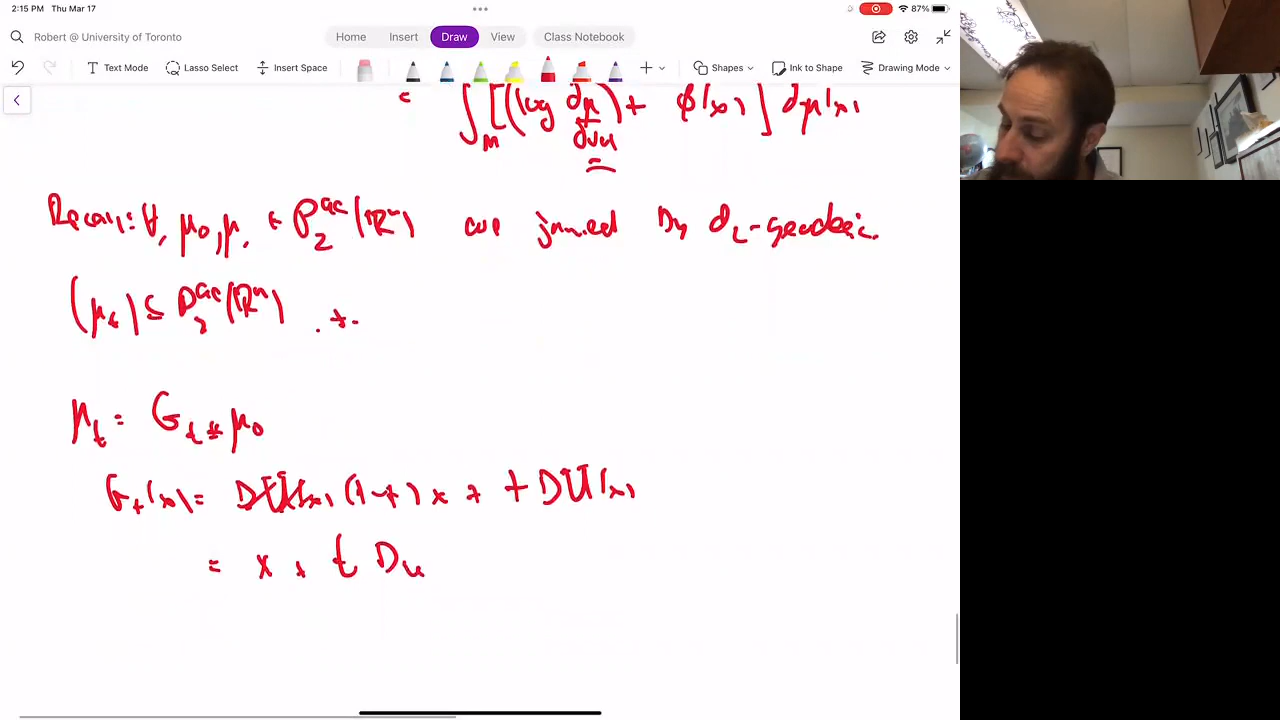 2:15 PM Thu Mar 17
87%
Robert @ University of Toronto
Home Insert Draw View Class Notebook
Text Mode Lasso Select Insert Space Shapes Ink to Shape Drawing Mode
= ∫_M [(log dμ/dvol) + φ(x)] dμ(x)
Recall: ∀ μ₀, μ₁ ∈ P₂^{ac}(ℝⁿ) are joined by d₂-geodesic
(μ_t) ⊆ P₂^{ac}(ℝⁿ)
μ_t = G_{t#} μ₀
G_t(x) = (1-t) x + t DU(x)
= x + t Du